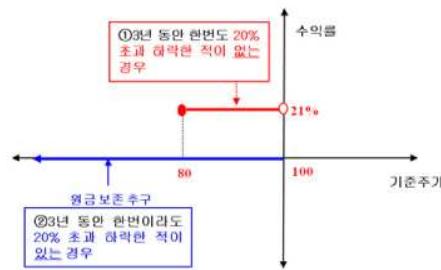 수익률
①3년 동안 한번도 20%
초과 하락한 적이 없는
경우
21%
80
100
기준주가
원금 보존 추구
②3년 동안 한번이라도
20% 초과 하락한 적이
있는 경우